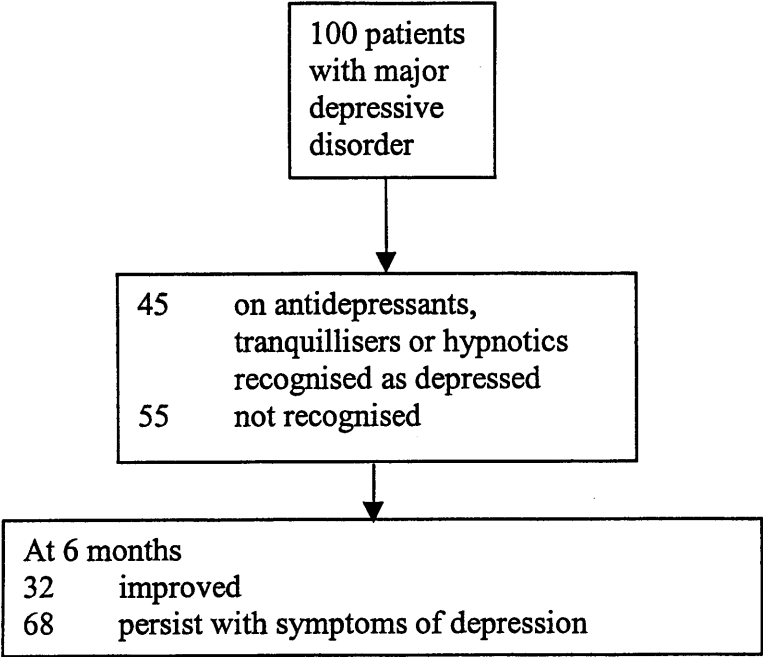 100 patients
with major
depressive
disorder
45 on antidepressants,
tranquillisers or hypnotics
recognised as depressed
55 not recognised
At 6 months
32 improved
68 persist with symptoms of depression